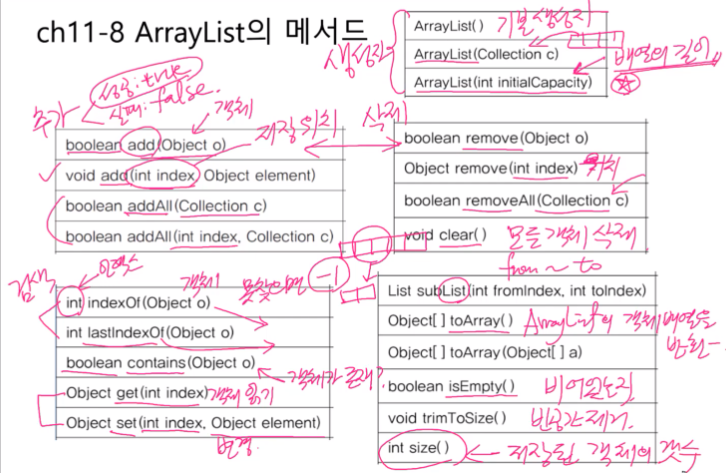 ch11-8 ArrayList의 메서드
생성자
ArrayList() 기본 생성자
ArrayList(Collection c)
ArrayList(int initialCapacity)
배열의 길이
추가
성공:true
실패:false.
객체
저장위치
boolean add(Object o)
void add(int index, Object element)
boolean addAll(Collection c)
boolean addAll(int index, Collection c)
삭제
boolean remove(Object o)
Object remove(int index) 위치
boolean removeAll(Collection c)
void clear() 모든 객체 삭제
검색
인덱스
객체
못찾으면 -1
int indexOf(Object o)
int lastIndexOf(Object o)
boolean contains(Object o)
객체가 존재?
Object get(int index) 객체 읽기
Object set(int index, Object element)
변경
from ~ to
List subList(int fromIndex, int toIndex)
Object[] toArray() ArrayList의 객체배열을
반환
Object[] toArray(Object[] a)
boolean isEmpty() 비어있는지
void trimToSize() 빈공간제거.
int size() 저장된 객체의 갯수